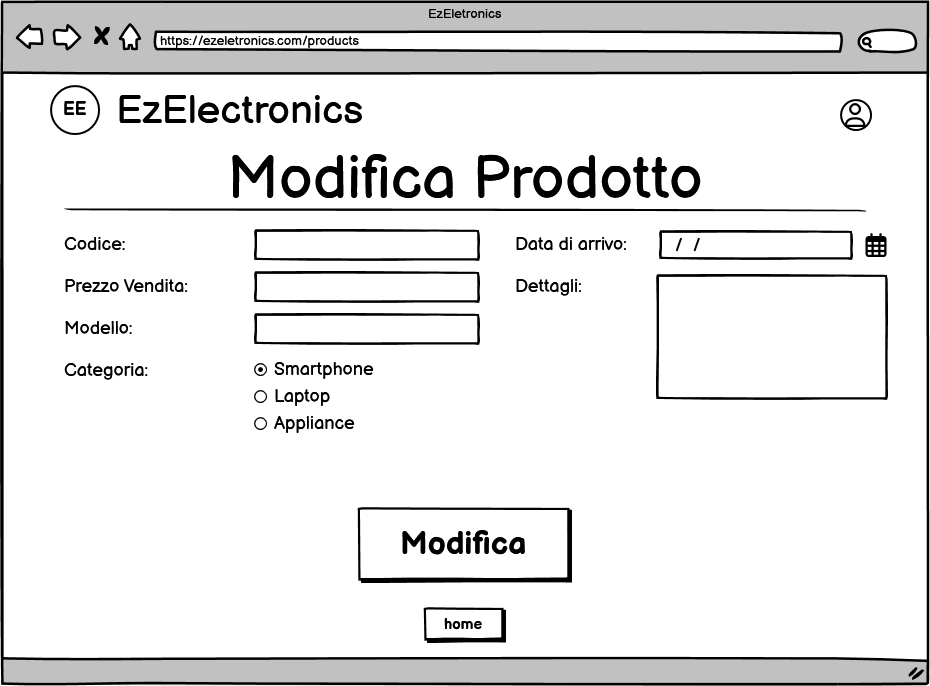 EzEletronics
https://ezeletronics.com/products
EE
EzElectronics
Modifica Prodotto
Codice:
Prezzo Vendita:
Modello:
Categoria:
Smartphone
Laptop
Appliance
Data di arrivo:
/ /
Dettagli:
Modifica
home